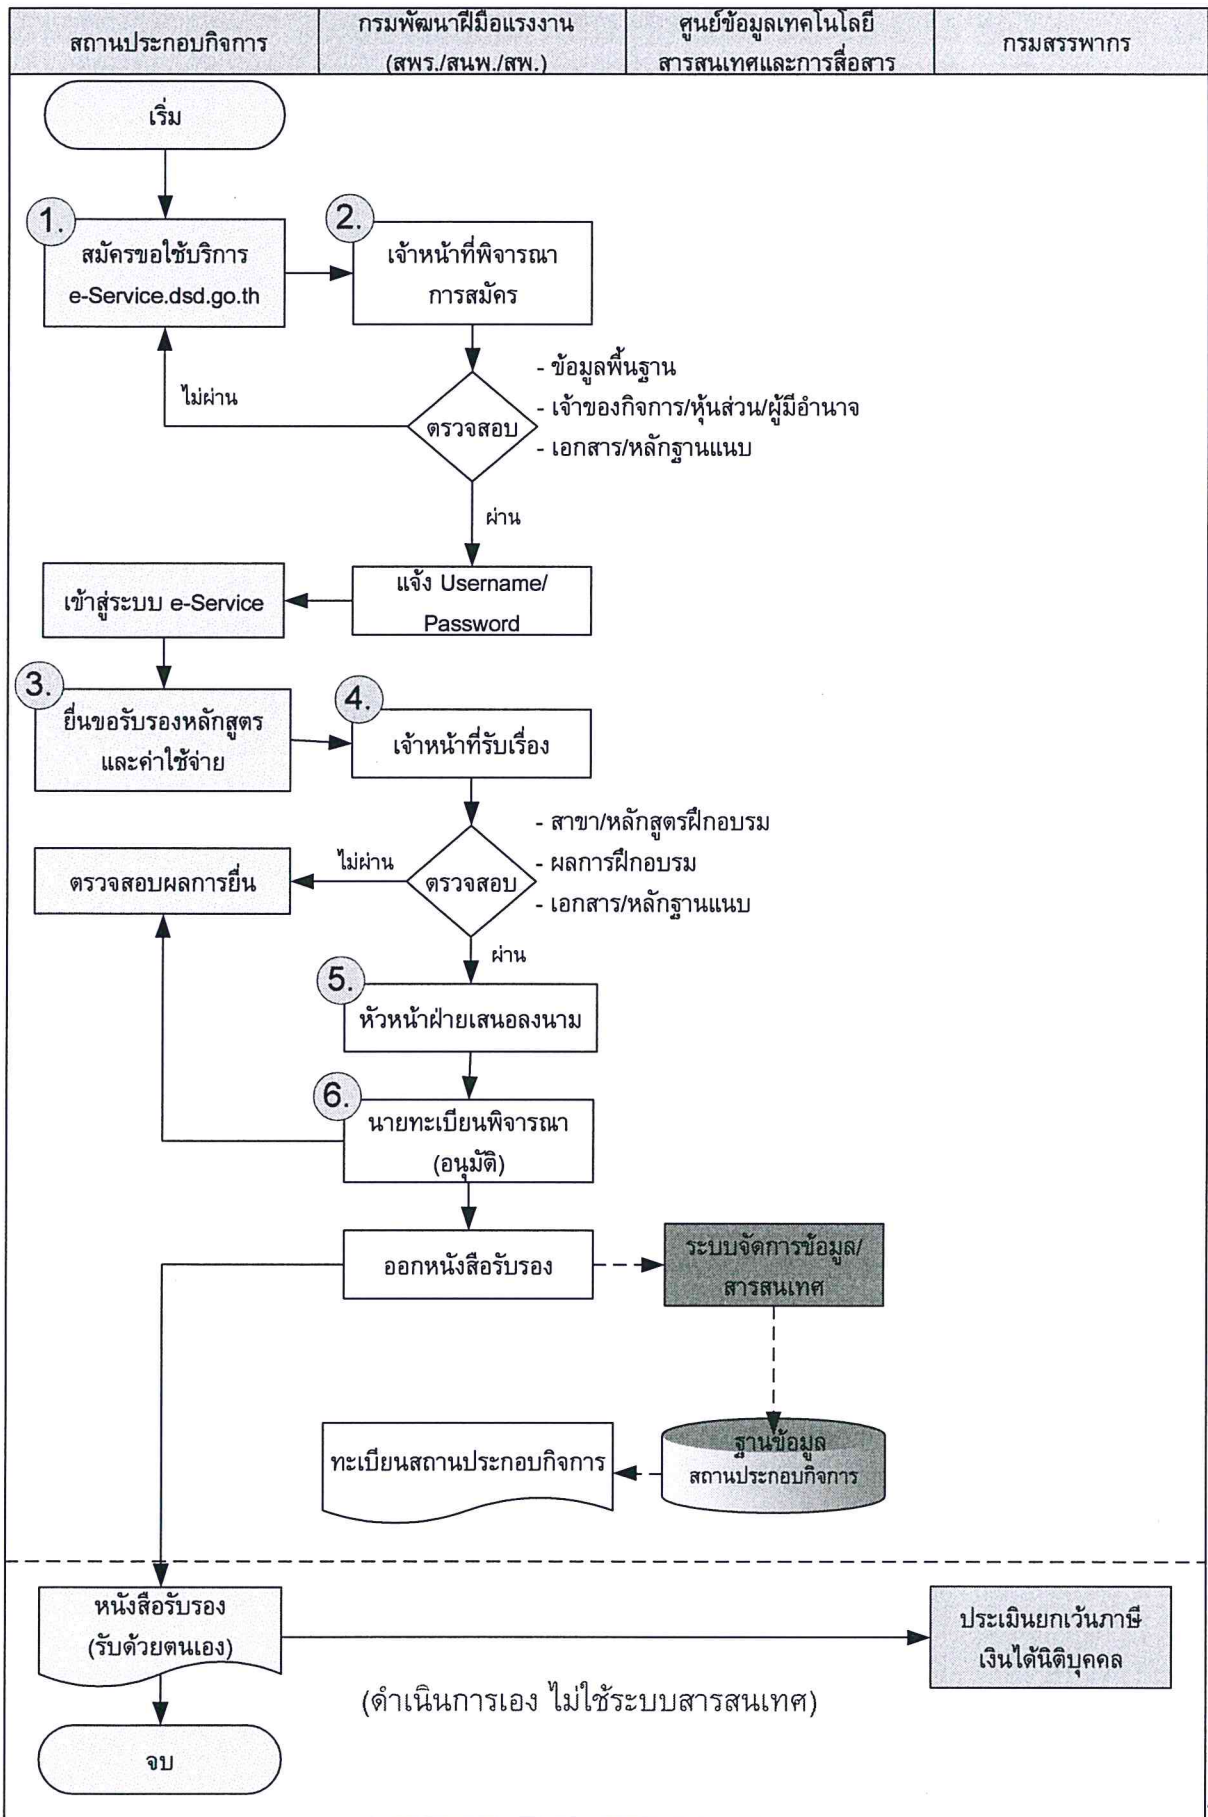 สถานประกอบกิจการ
กรมพัฒนาฝีมือแรงงาน
(สพร./สนพ./สพ.)
ศูนย์ข้อมูลเทคโนโลยี
สารสนเทศและการสื่อสาร
กรมสรรพากร
เริ่ม
1.
สมัครขอใช้บริการ
e-Service.dsd.go.th
2.
เจ้าหน้าที่พิจารณา
การสมัคร
- ข้อมูลพื้นฐาน
- เจ้าของกิจการ/หุ้นส่วน/ผู้มีอำนาจ
- เอกสาร/หลักฐานแนบ
ไม่ผ่าน
ตรวจสอบ
ผ่าน
แจ้ง Username/
Password
เข้าสู่ระบบ e-Service
3.
ยื่นขอรับรองหลักสูตร
และค่าใช้จ่าย
4.
เจ้าหน้าที่รับเรื่อง
- สาขา/หลักสูตรฝึกอบรม
- ผลการฝึกอบรม
- เอกสาร/หลักฐานแนบ
ไม่ผ่าน
ตรวจสอบ
ตรวจสอบผลการยื่น
ผ่าน
5.
หัวหน้าฝ่ายเสนอลงนาม
6.
นายทะเบียนพิจารณา
(อนุมัติ)
ออกหนังสือรับรอง
ระบบจัดการข้อมูล/
สารสนเทศ
ฐานข้อมูล
สถานประกอบกิจการ
ทะเบียนสถานประกอบกิจการ
หนังสือรับรอง
(รับด้วยตนเอง)
ประเมินยกเว้นภาษี
เงินได้นิติบุคคล
(ดำเนินการเอง ไม่ใช้ระบบสารสนเทศ)
จบ